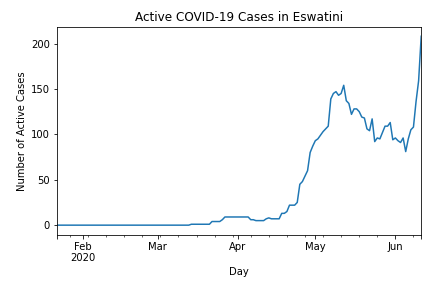 Active COVID-19 Cases in Eswatini
Number of Active Cases
200
150
100
50
0
Feb Mar Apr May Jun
2020
Day